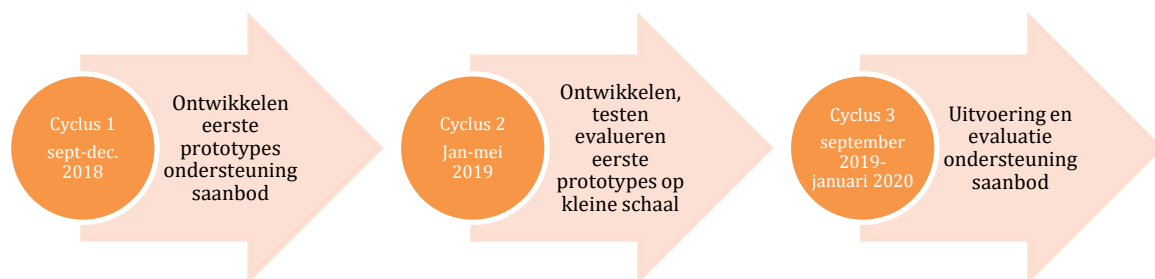 Cyclus 1
sept-dec.
2018
Ontwikkelen
eerste
prototypes
ondersteuning
saanbod
Cyclus 2
Jan-mei
2019
Ontwikkelen,
testen
evalueren
eerste
prototypes op
kleine schaal
Cyclus 3
september
2019-
januari 2020
Uitvoering en
evaluatie
ondersteuning
saanbod